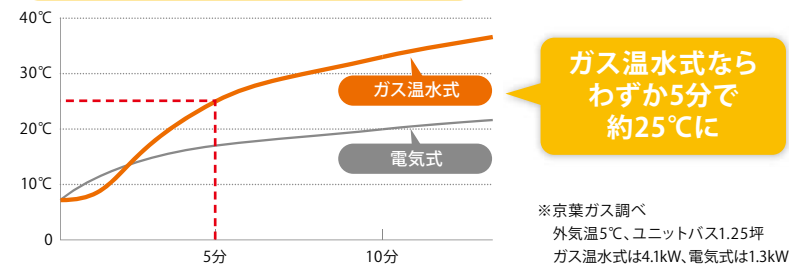 40℃
30℃
20℃
10℃
0
5分
10分
ガス温水式
電気式
ガス温水式なら
わずか5分で
約25℃に
※京葉ガス調べ
外気温5℃、ユニットバス1.25坪
ガス温水式は4.1kW、電気式は1.3kW